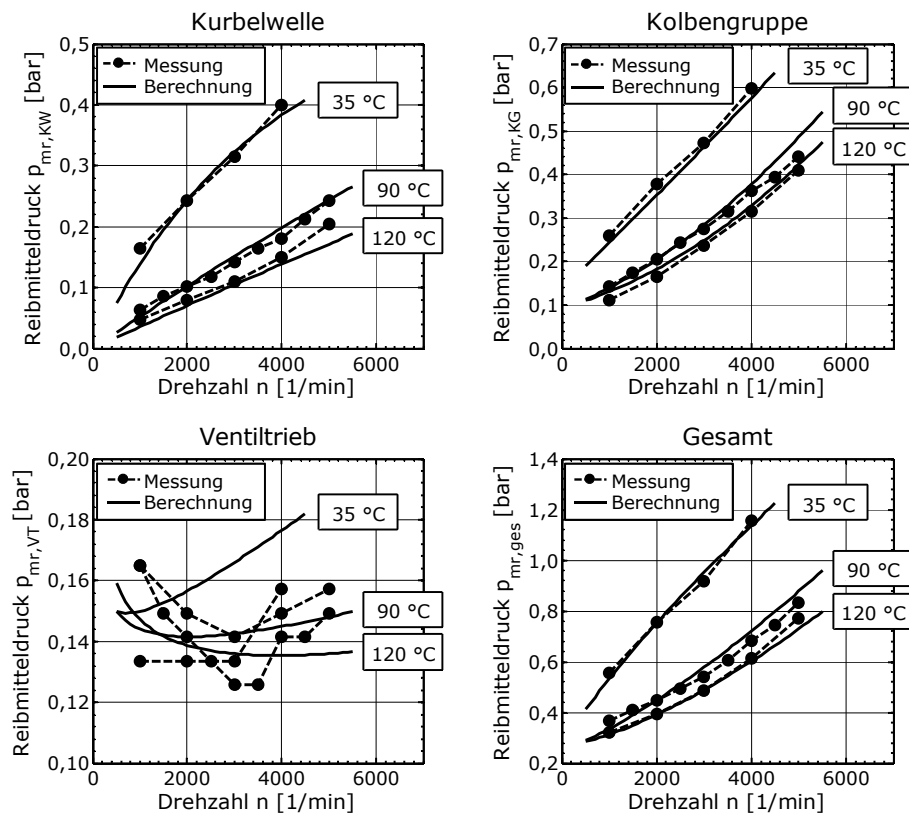 Kurbelwelle
Reibmitteldruck p_mr,KW [bar]
0,5
0,4
0,3
0,2
0,1
0,0
Messung
Berechnung
35 °C
90 °C
120 °C
0 2000 4000 6000
Drehzahl n [1/min]
Kolbengruppe
Reibmitteldruck p_mr,KG [bar]
0,7
0,6
0,5
0,4
0,3
0,2
0,1
0,0
Messung
Berechnung
35 °C
90 °C
120 °C
0 2000 4000 6000
Drehzahl n [1/min]
Ventiltrieb
Reibmitteldruck p_mr,VT [bar]
0,20
0,18
0,16
0,14
0,12
0,10
Messung
Berechnung
35 °C
90 °C
120 °C
0 2000 4000 6000
Drehzahl n [1/min]
Gesamt
Reibmitteldruck p_mr,ges [bar]
1,4
1,2
1,0
0,8
0,6
0,4
0,2
Messung
Berechnung
35 °C
90 °C
120 °C
0 2000 4000 6000
Drehzahl n [1/min]